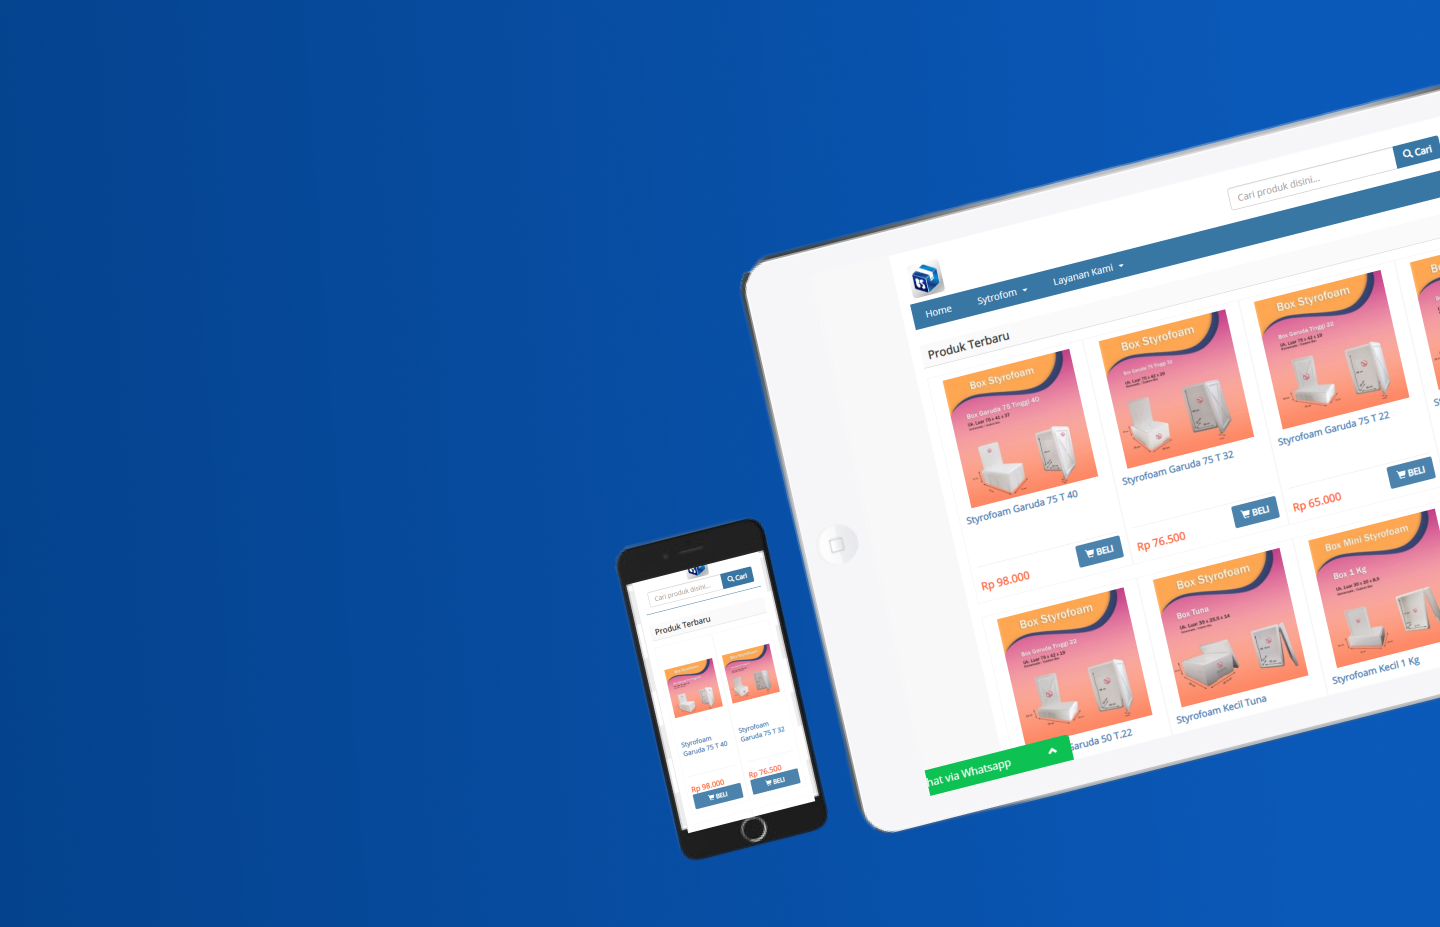 Cari produk disini...
Cari
Home
Sytrofom
Layanan Kami
Produk Terbaru
Box Styrofoam
Box Garuda 75 Tinggi 40
Styrofoam Garuda 75 T 40
Rp 98.000
BELI
Box Styrofoam
Styrofoam Garuda 75 T 32
Rp 76.500
BELI
Box Styrofoam
Box Garuda Tinggi 22
Styrofoam Garuda 75 T 22
Rp 65.000
BELI
Box Styrofoam
Box Garuda Tinggi 22
Garuda 50 T.22
Box Styrofoam
Box Tuna
Styrofoam Kecil Tuna
Box Mini Styrofoam
Box 1 Kg
Styrofoam Kecil 1 Kg
hat via Whatsapp
Cari produk disini...
Cari
Produk Terbaru
Styrofoam
Garuda 75 T 40
Rp 98.000
BELI
Styrofoam
Garuda 75 T 32
Rp 76.500
BELI